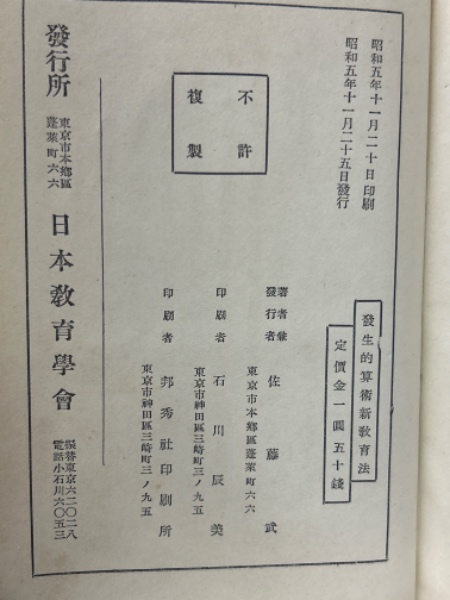 昭和五年十一月二十日印刷
昭和五年十一月二十五日發行
不許
複製
發生的算術新教育法
定價金一圓五十錢
著者兼
發行者
佐藤武
東京市本鄕區蓬萊町六六
印刷者
石川辰美
東京市神田區三崎町三ノ九五
印刷者
邦秀社印刷所
東京市神田區三崎町三ノ九五
發行所
東京市本鄕區
蓬萊町六六
日本敎育學會
振替東京六二〇二八
電話小石川六〇五三